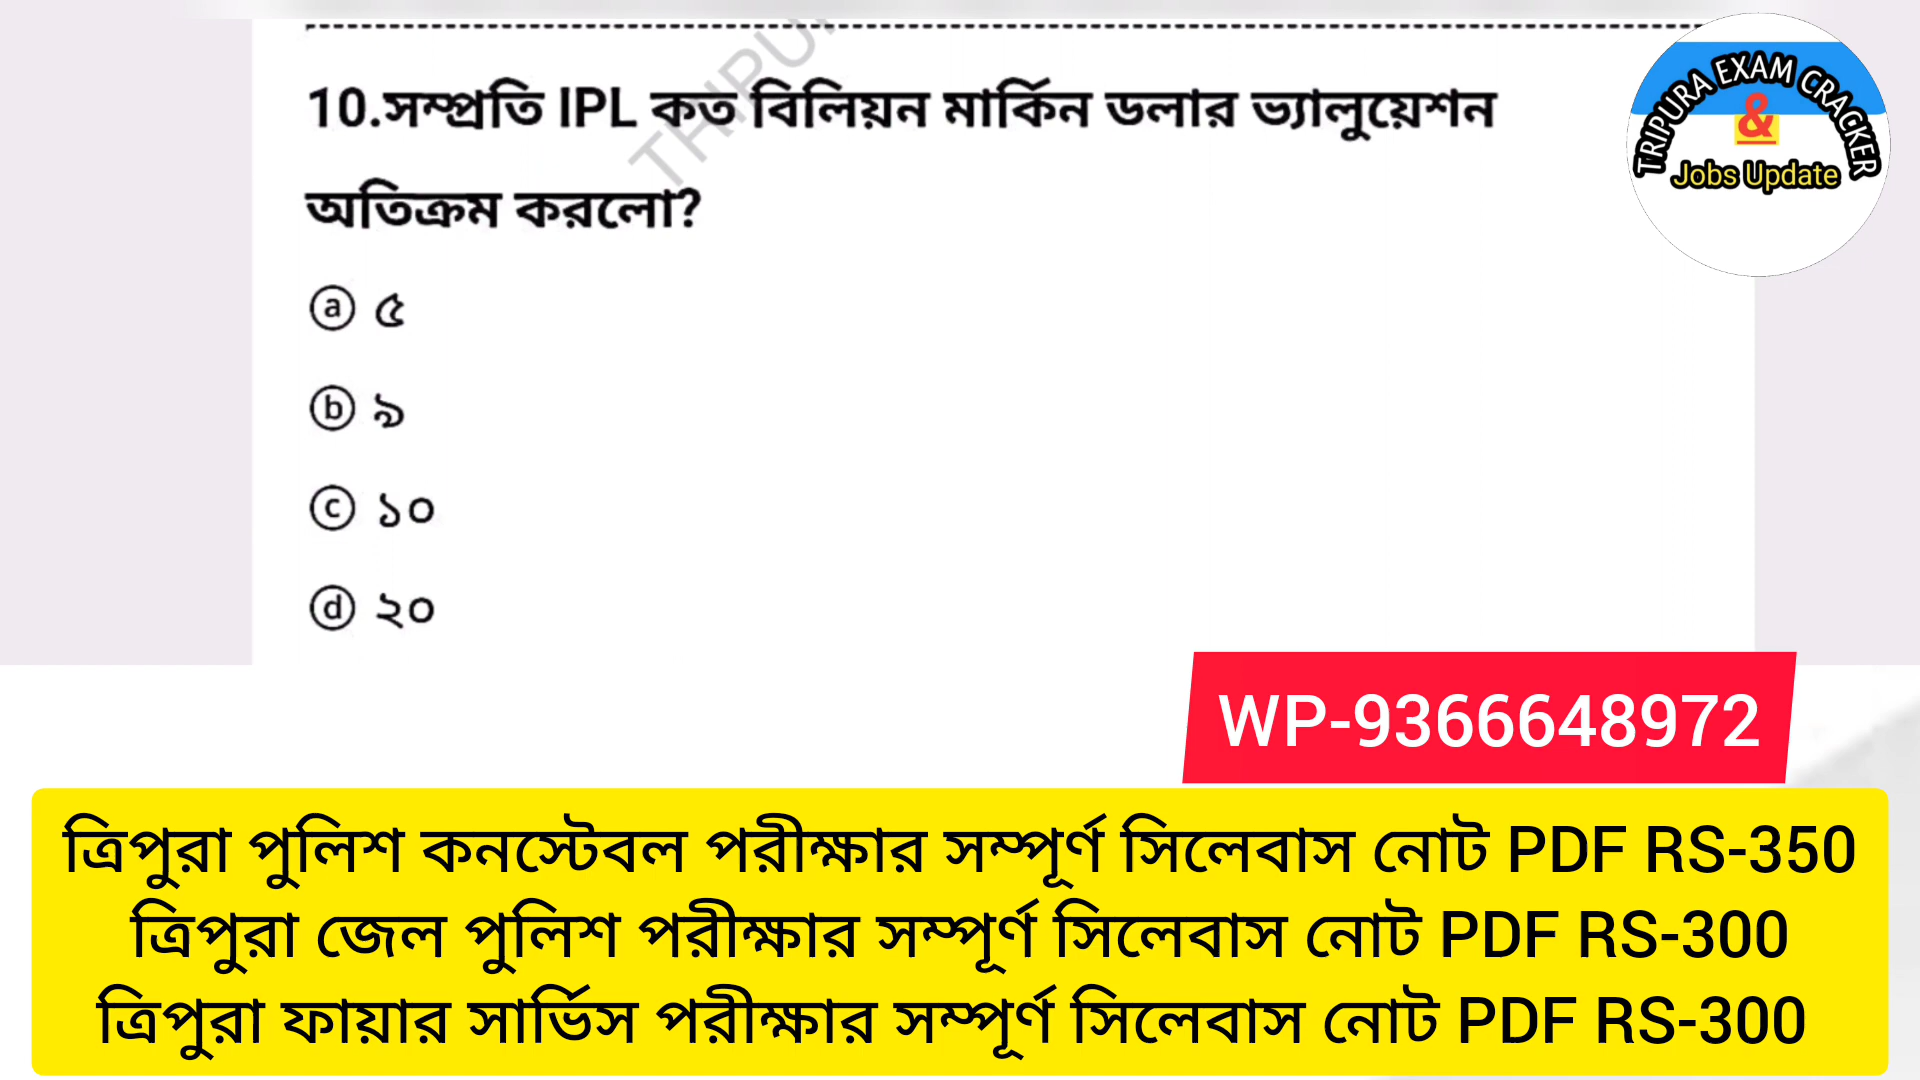 10.সম্প্রতি IPL কত বিলিয়ন মার্কিন ডলার ভ্যালুয়েশন
অতিক্রম করলো?
ⓐ ৫
ⓑ ৯
ⓒ ১০
ⓓ ২০
TRIPURA EXAM CRACKER
&
Jobs Update
WP-9366648972
ত্রিপুরা পুলিশ কনস্টেবল পরীক্ষার সম্পূর্ণ সিলেবাস নোট PDF RS-350
ত্রিপুরা জেল পুলিশ পরীক্ষার সম্পূর্ণ সিলেবাস নোট PDF RS-300
ত্রিপুরা ফায়ার সার্ভিস পরীক্ষার সম্পূর্ণ সিলেবাস নোট PDF RS-300